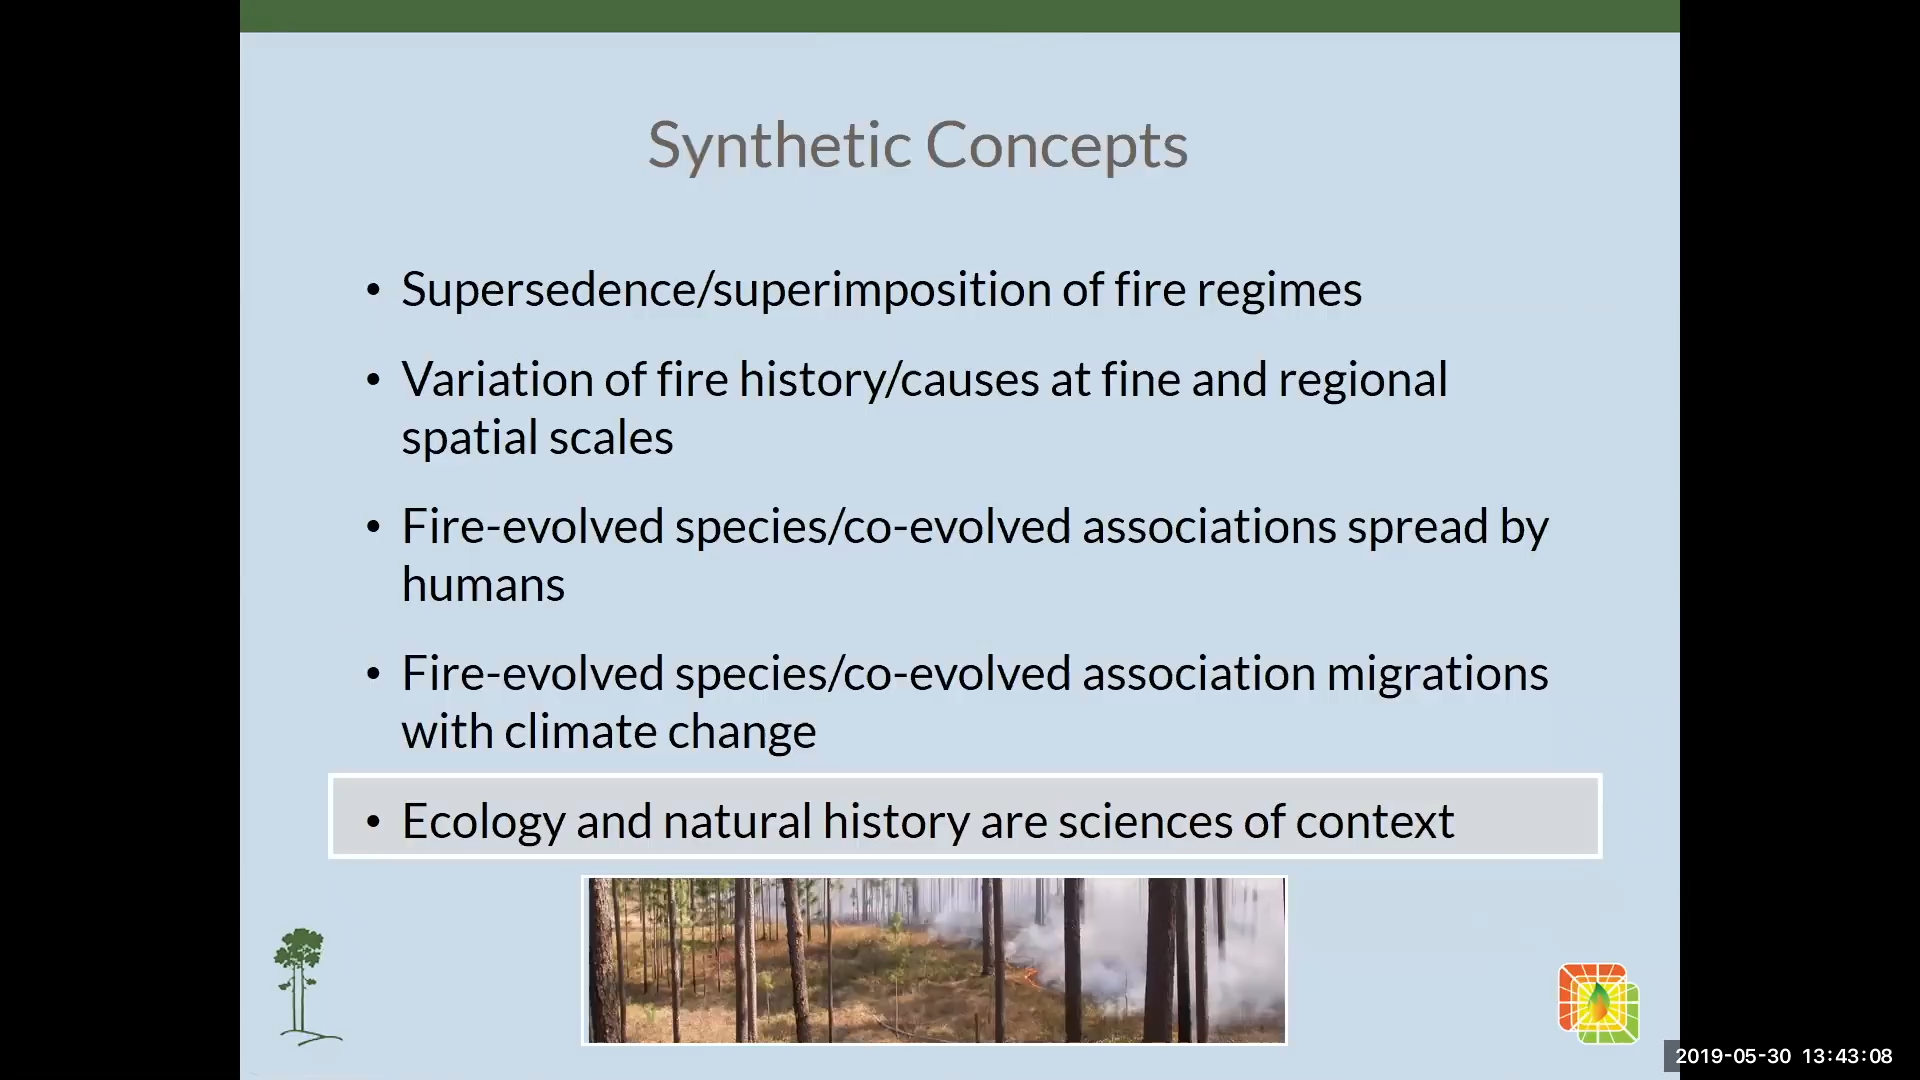 Synthetic Concepts
• Supersedence/superimposition of fire regimes
• Variation of fire history/causes at fine and regional
spatial scales
• Fire-evolved species/co-evolved associations spread by
humans
• Fire-evolved species/co-evolved association migrations
with climate change
• Ecology and natural history are sciences of context
2019-05-30 13:43:08